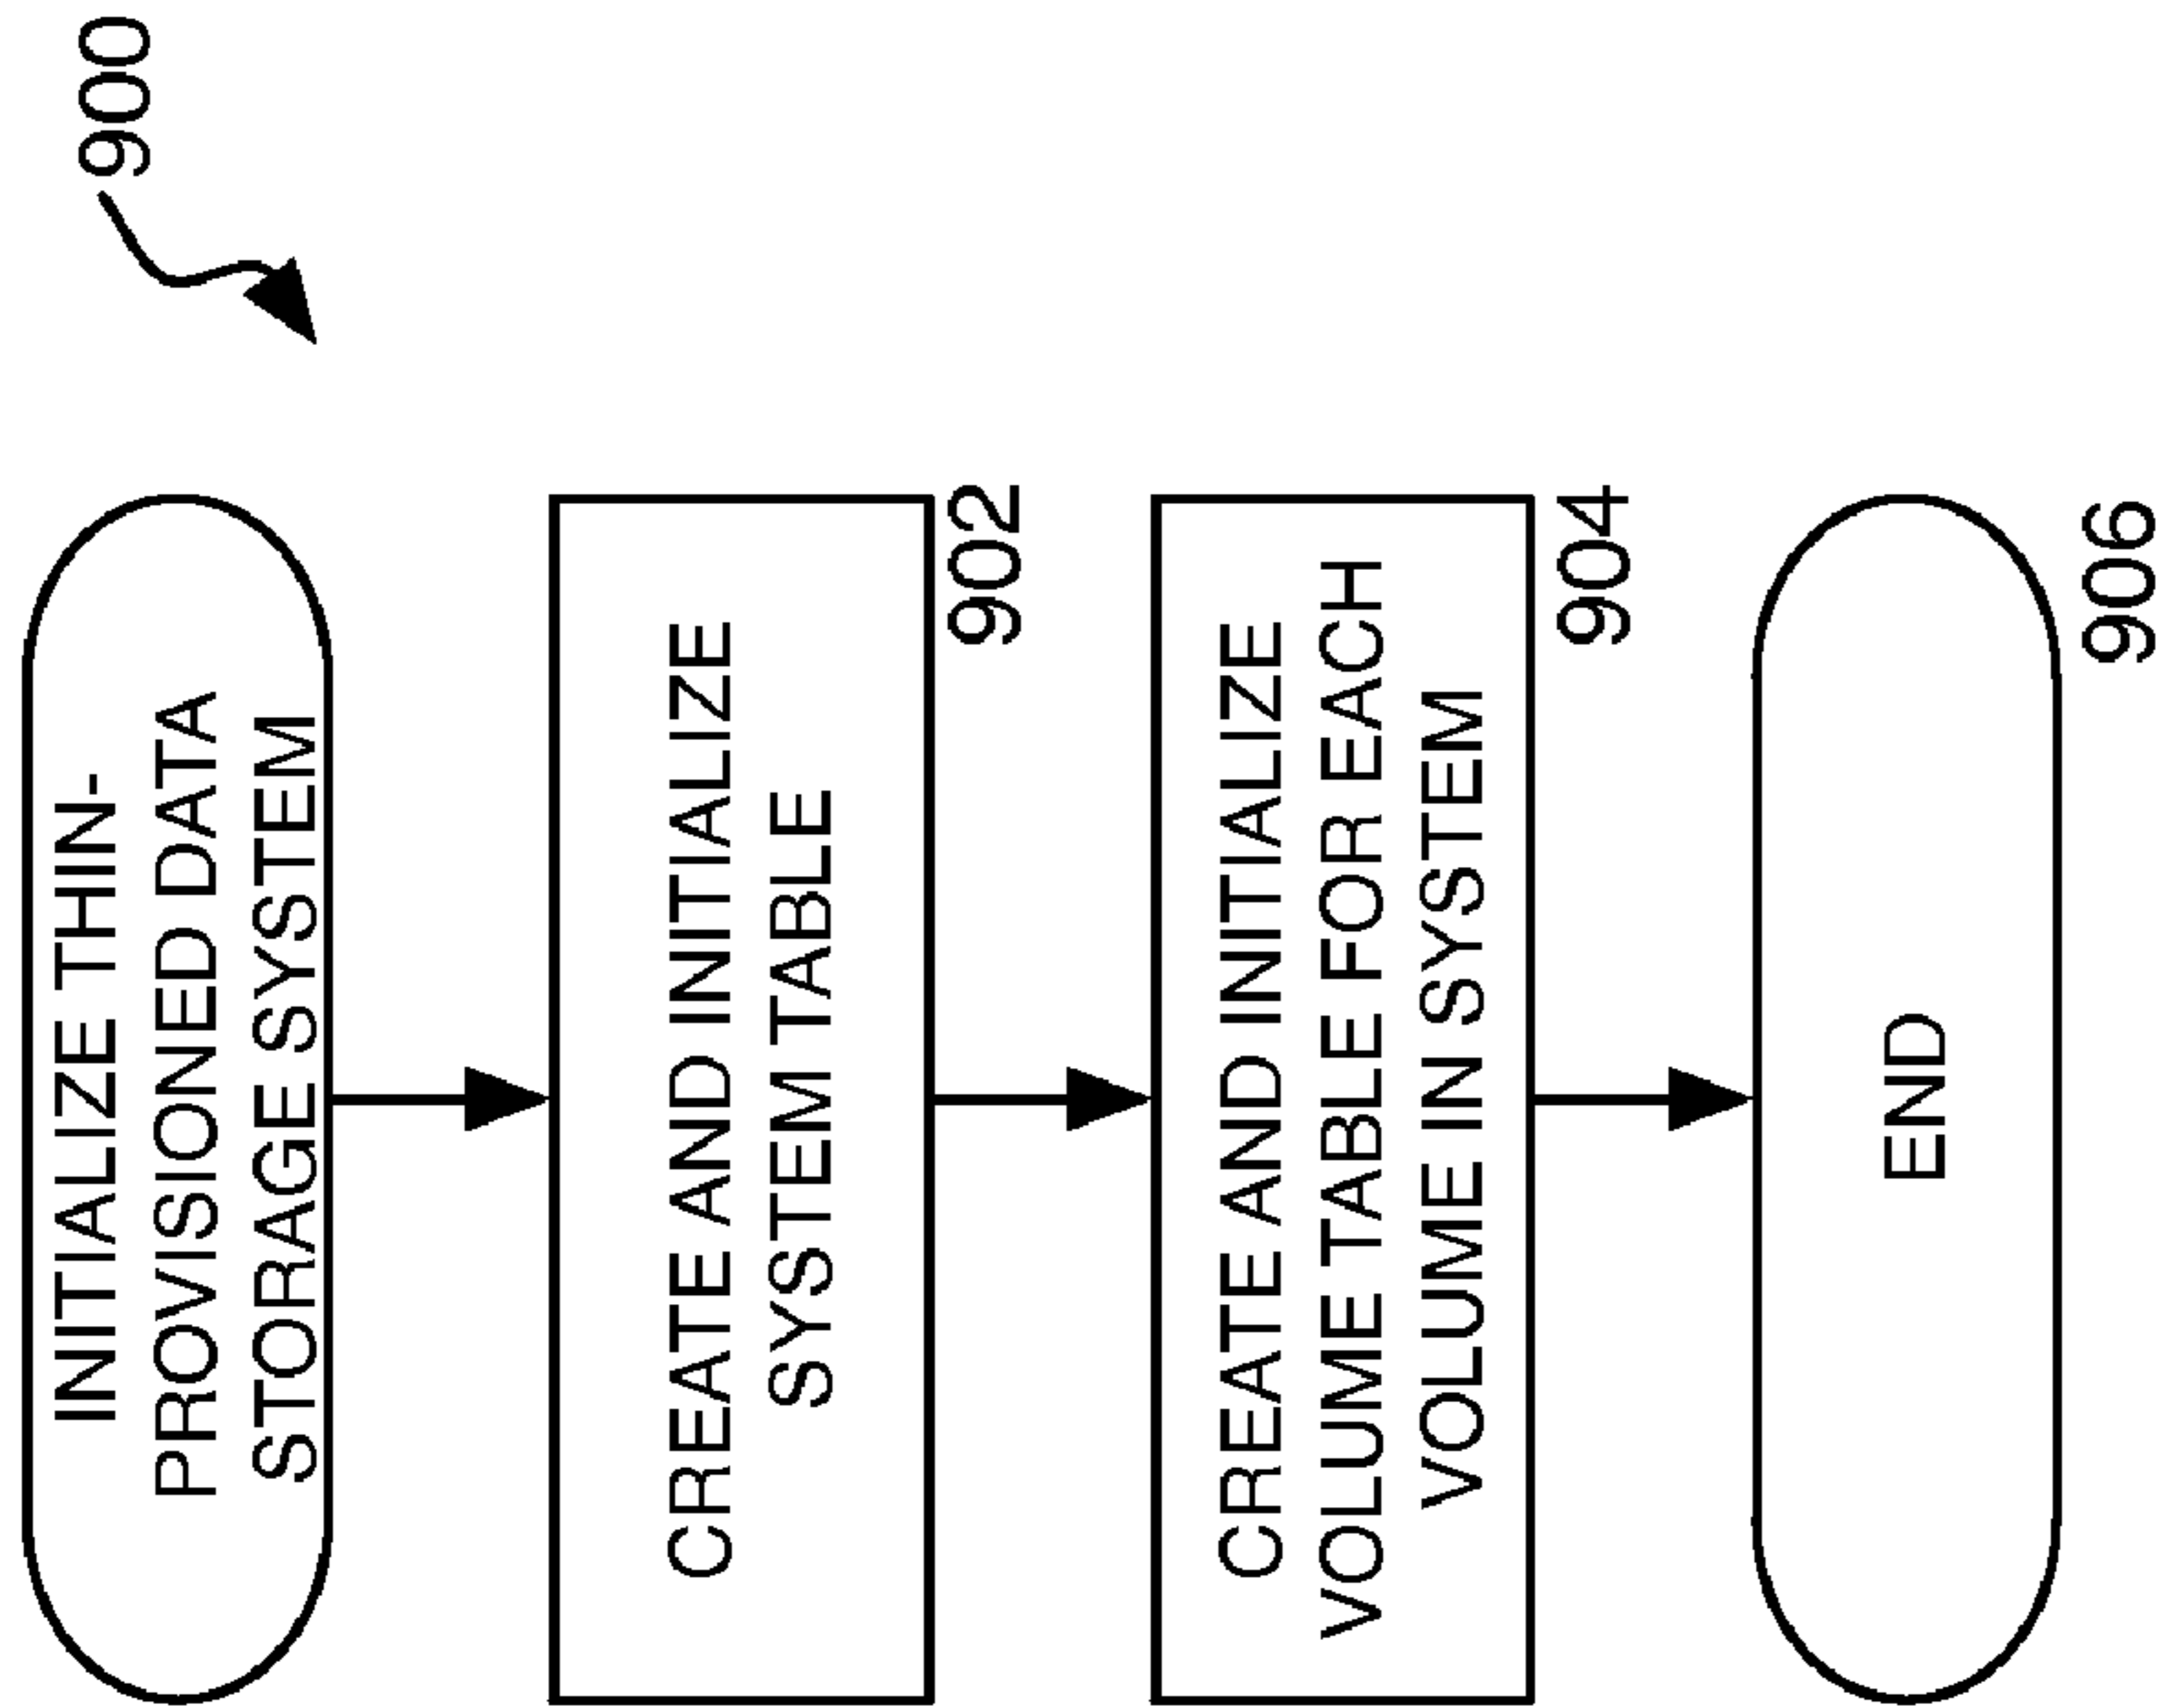 900
INITIALIZE THIN-
PROVISIONED DATA
STORAGE SYSTEM
CREATE AND INITIALIZE
SYSTEM TABLE
902
CREATE AND INITIALIZE
VOLUME TABLE FOR EACH
VOLUME IN SYSTEM
904
END
906